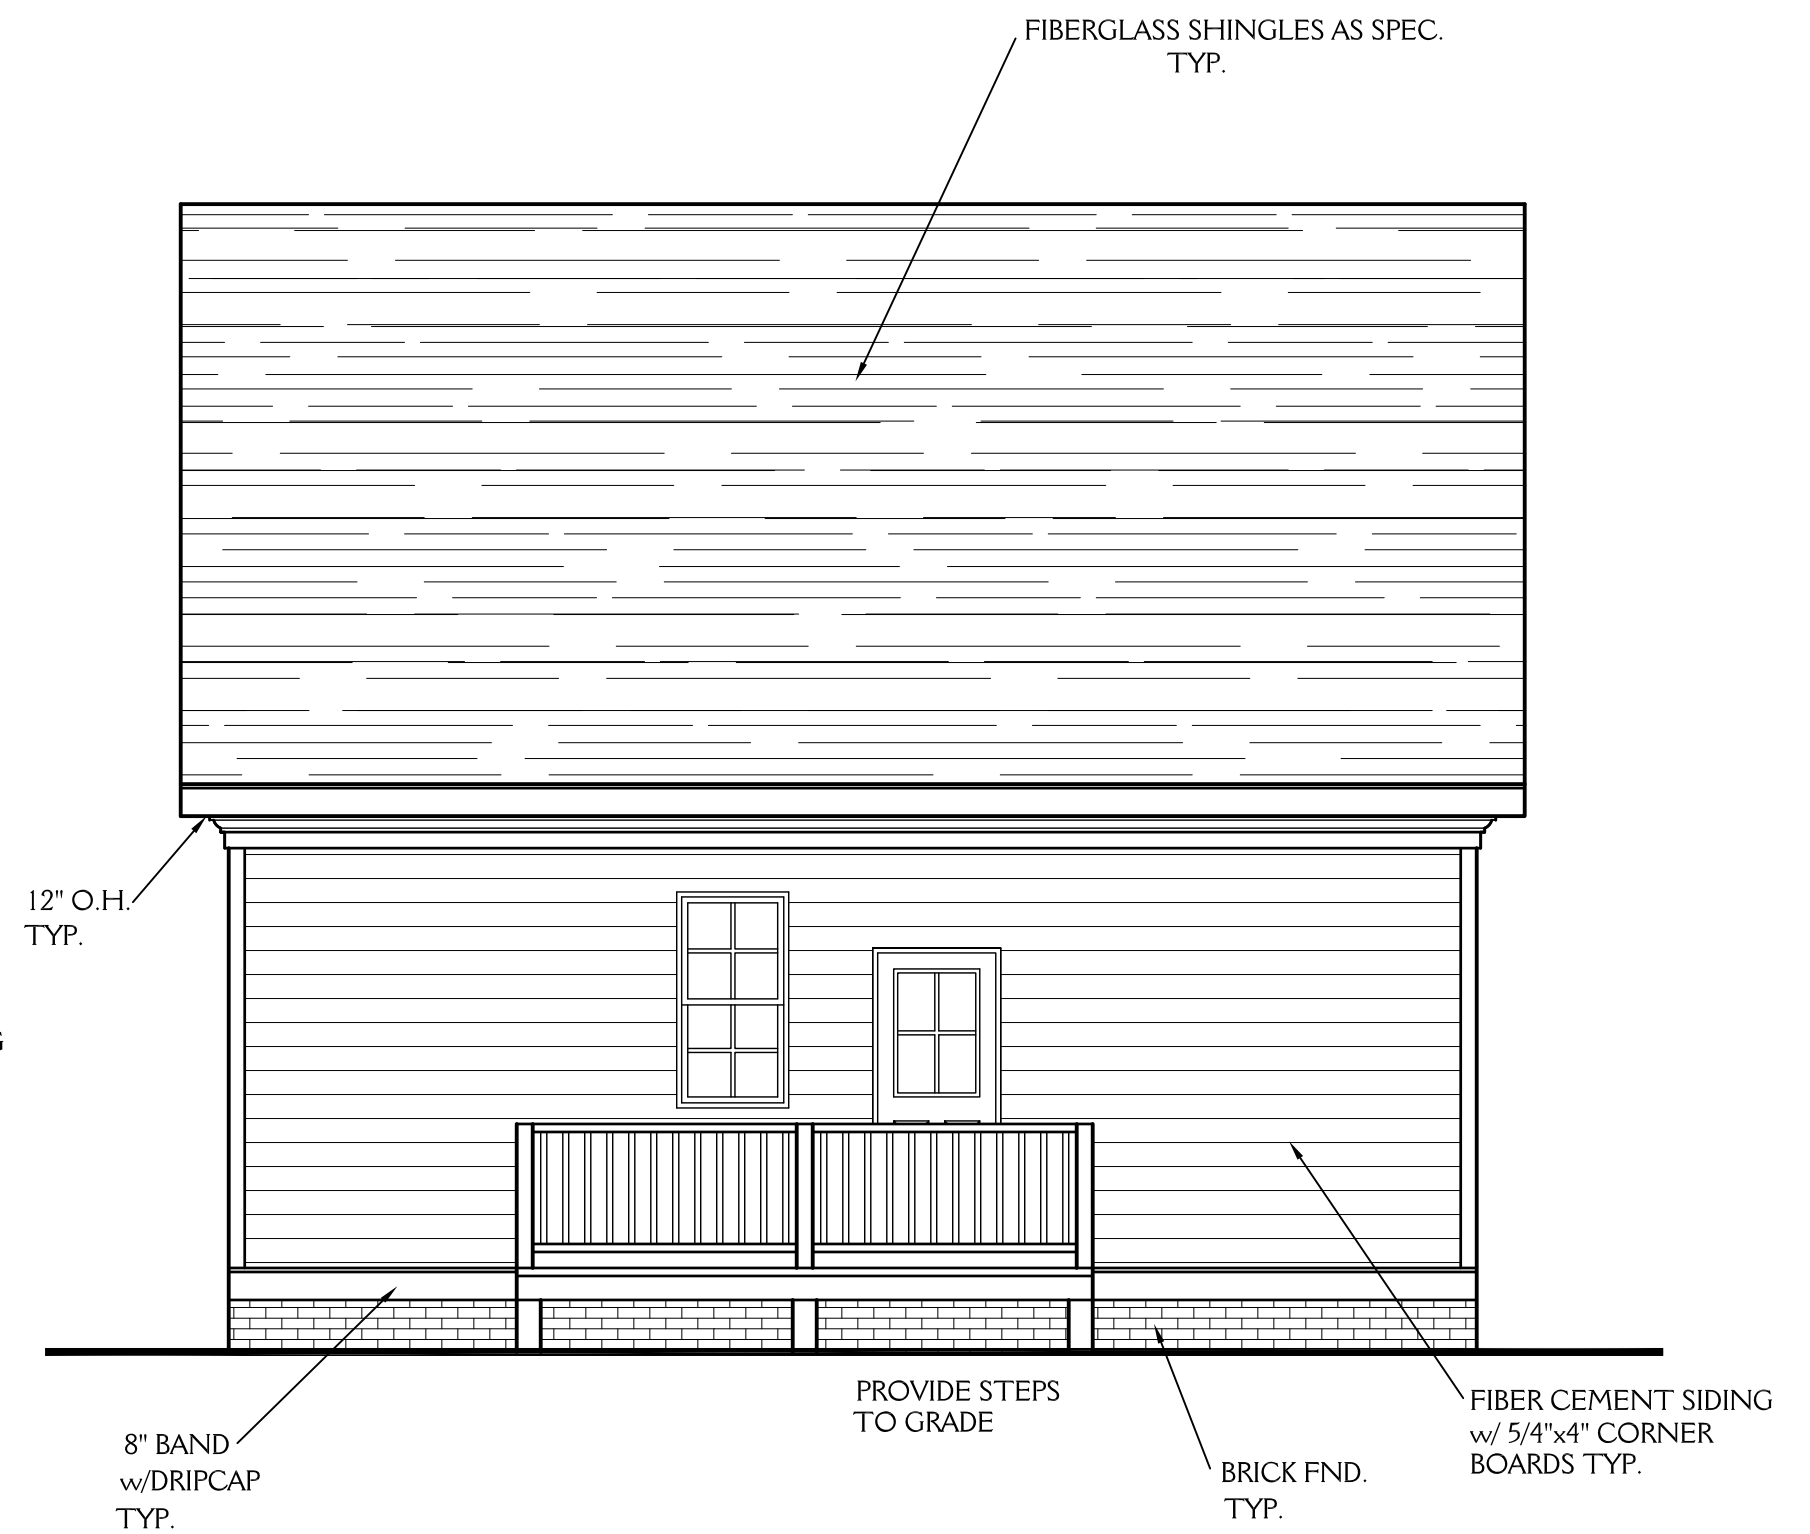 FIBERGLASS SHINGLES AS SPEC.
TYP.
12" O.H.
TYP.
G
PROVIDE STEPS
TO GRADE
FIBER CEMENT SIDING
w/ 5/4"x4" CORNER
BOARDS TYP.
8" BAND
w/DRIPCAP
TYP.
BRICK FND.
TYP.